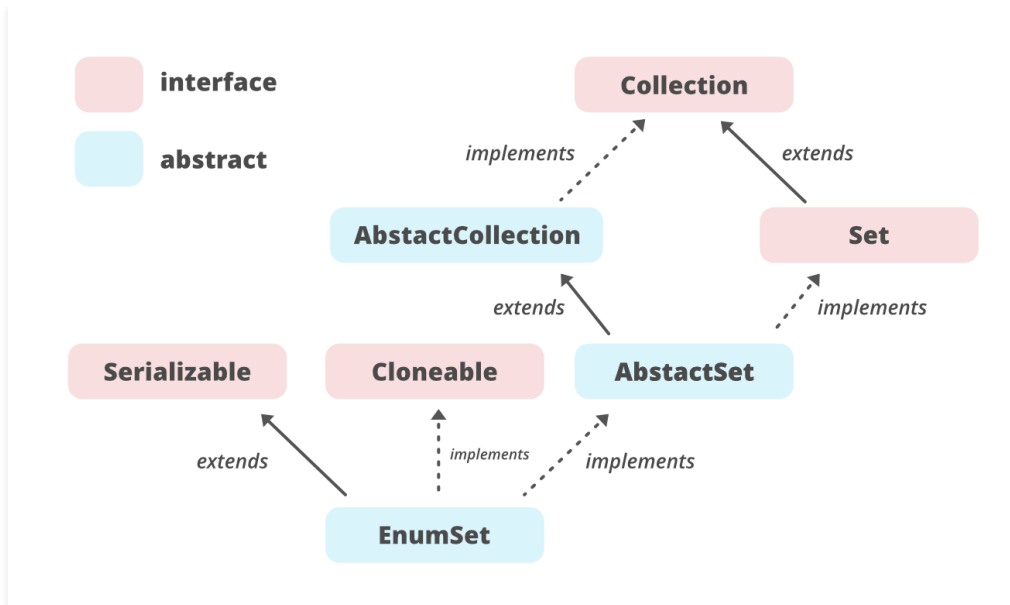 interface
Collection
abstract
implements
extends
AbstactCollection
Set
extends
implements
Serializable
Cloneable
AbstactSet
extends
implements
implements
EnumSet